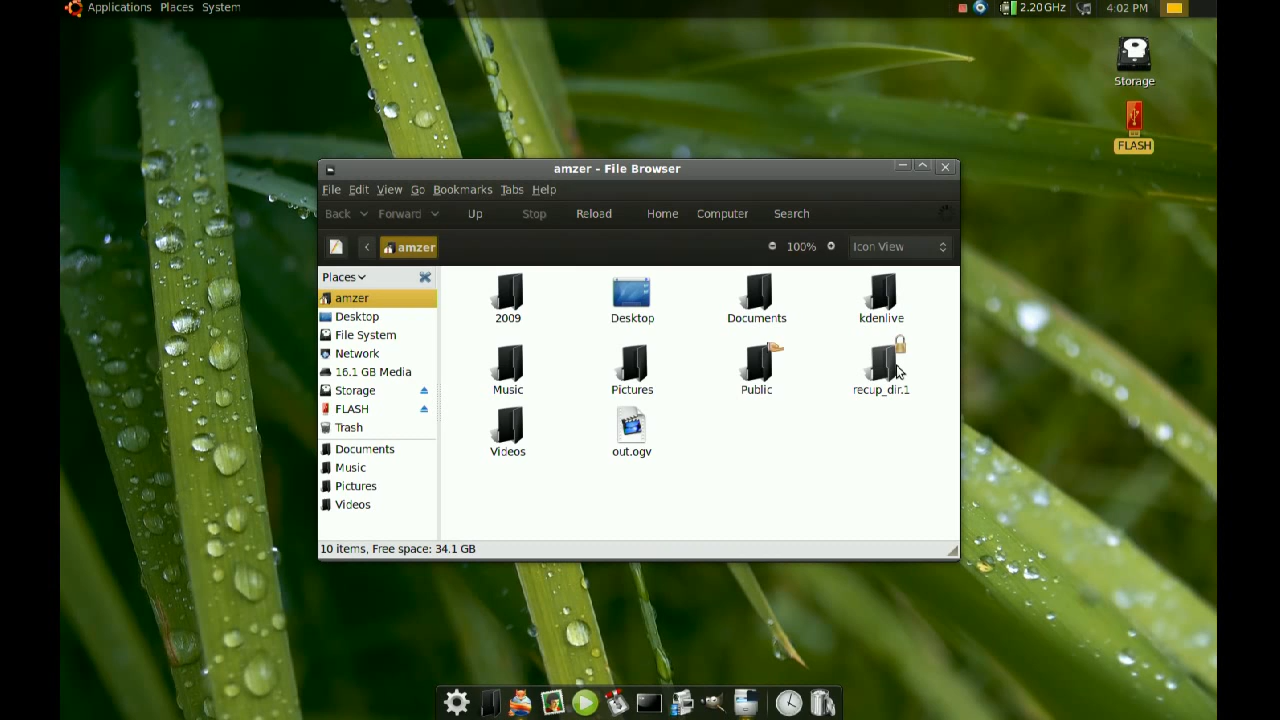 Applications Places System 2.20GHz 4:02 PM
Storage
FLASH
amzer - File Browser
File Edit View Go Bookmarks Tabs Help
Back Forward Up Stop Reload Home Computer Search
amzer 100% Icon View
Places
amzer
Desktop
File System
Network
16.1 GB Media
Storage
FLASH
Trash
Documents
Music
Pictures
Videos
2009 Desktop Documents kdenlive
Music Pictures Public recup_dir.1
Videos out.ogv
10 items, Free space: 34.1 GB